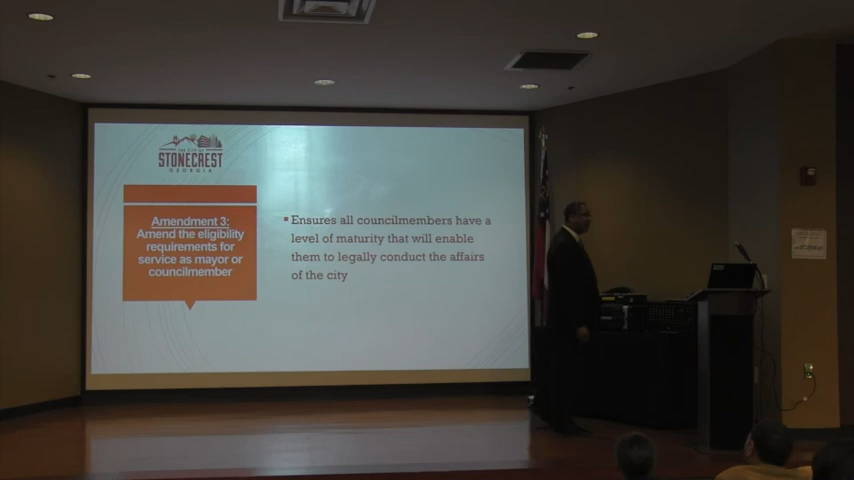 STONECREST
GEORGIA
Amendment 3:
Amend the eligibility
requirements for
service as mayor or
councilmember
▪ Ensures all councilmembers have a
level of maturity that will enable
them to legally conduct the affairs
of the city